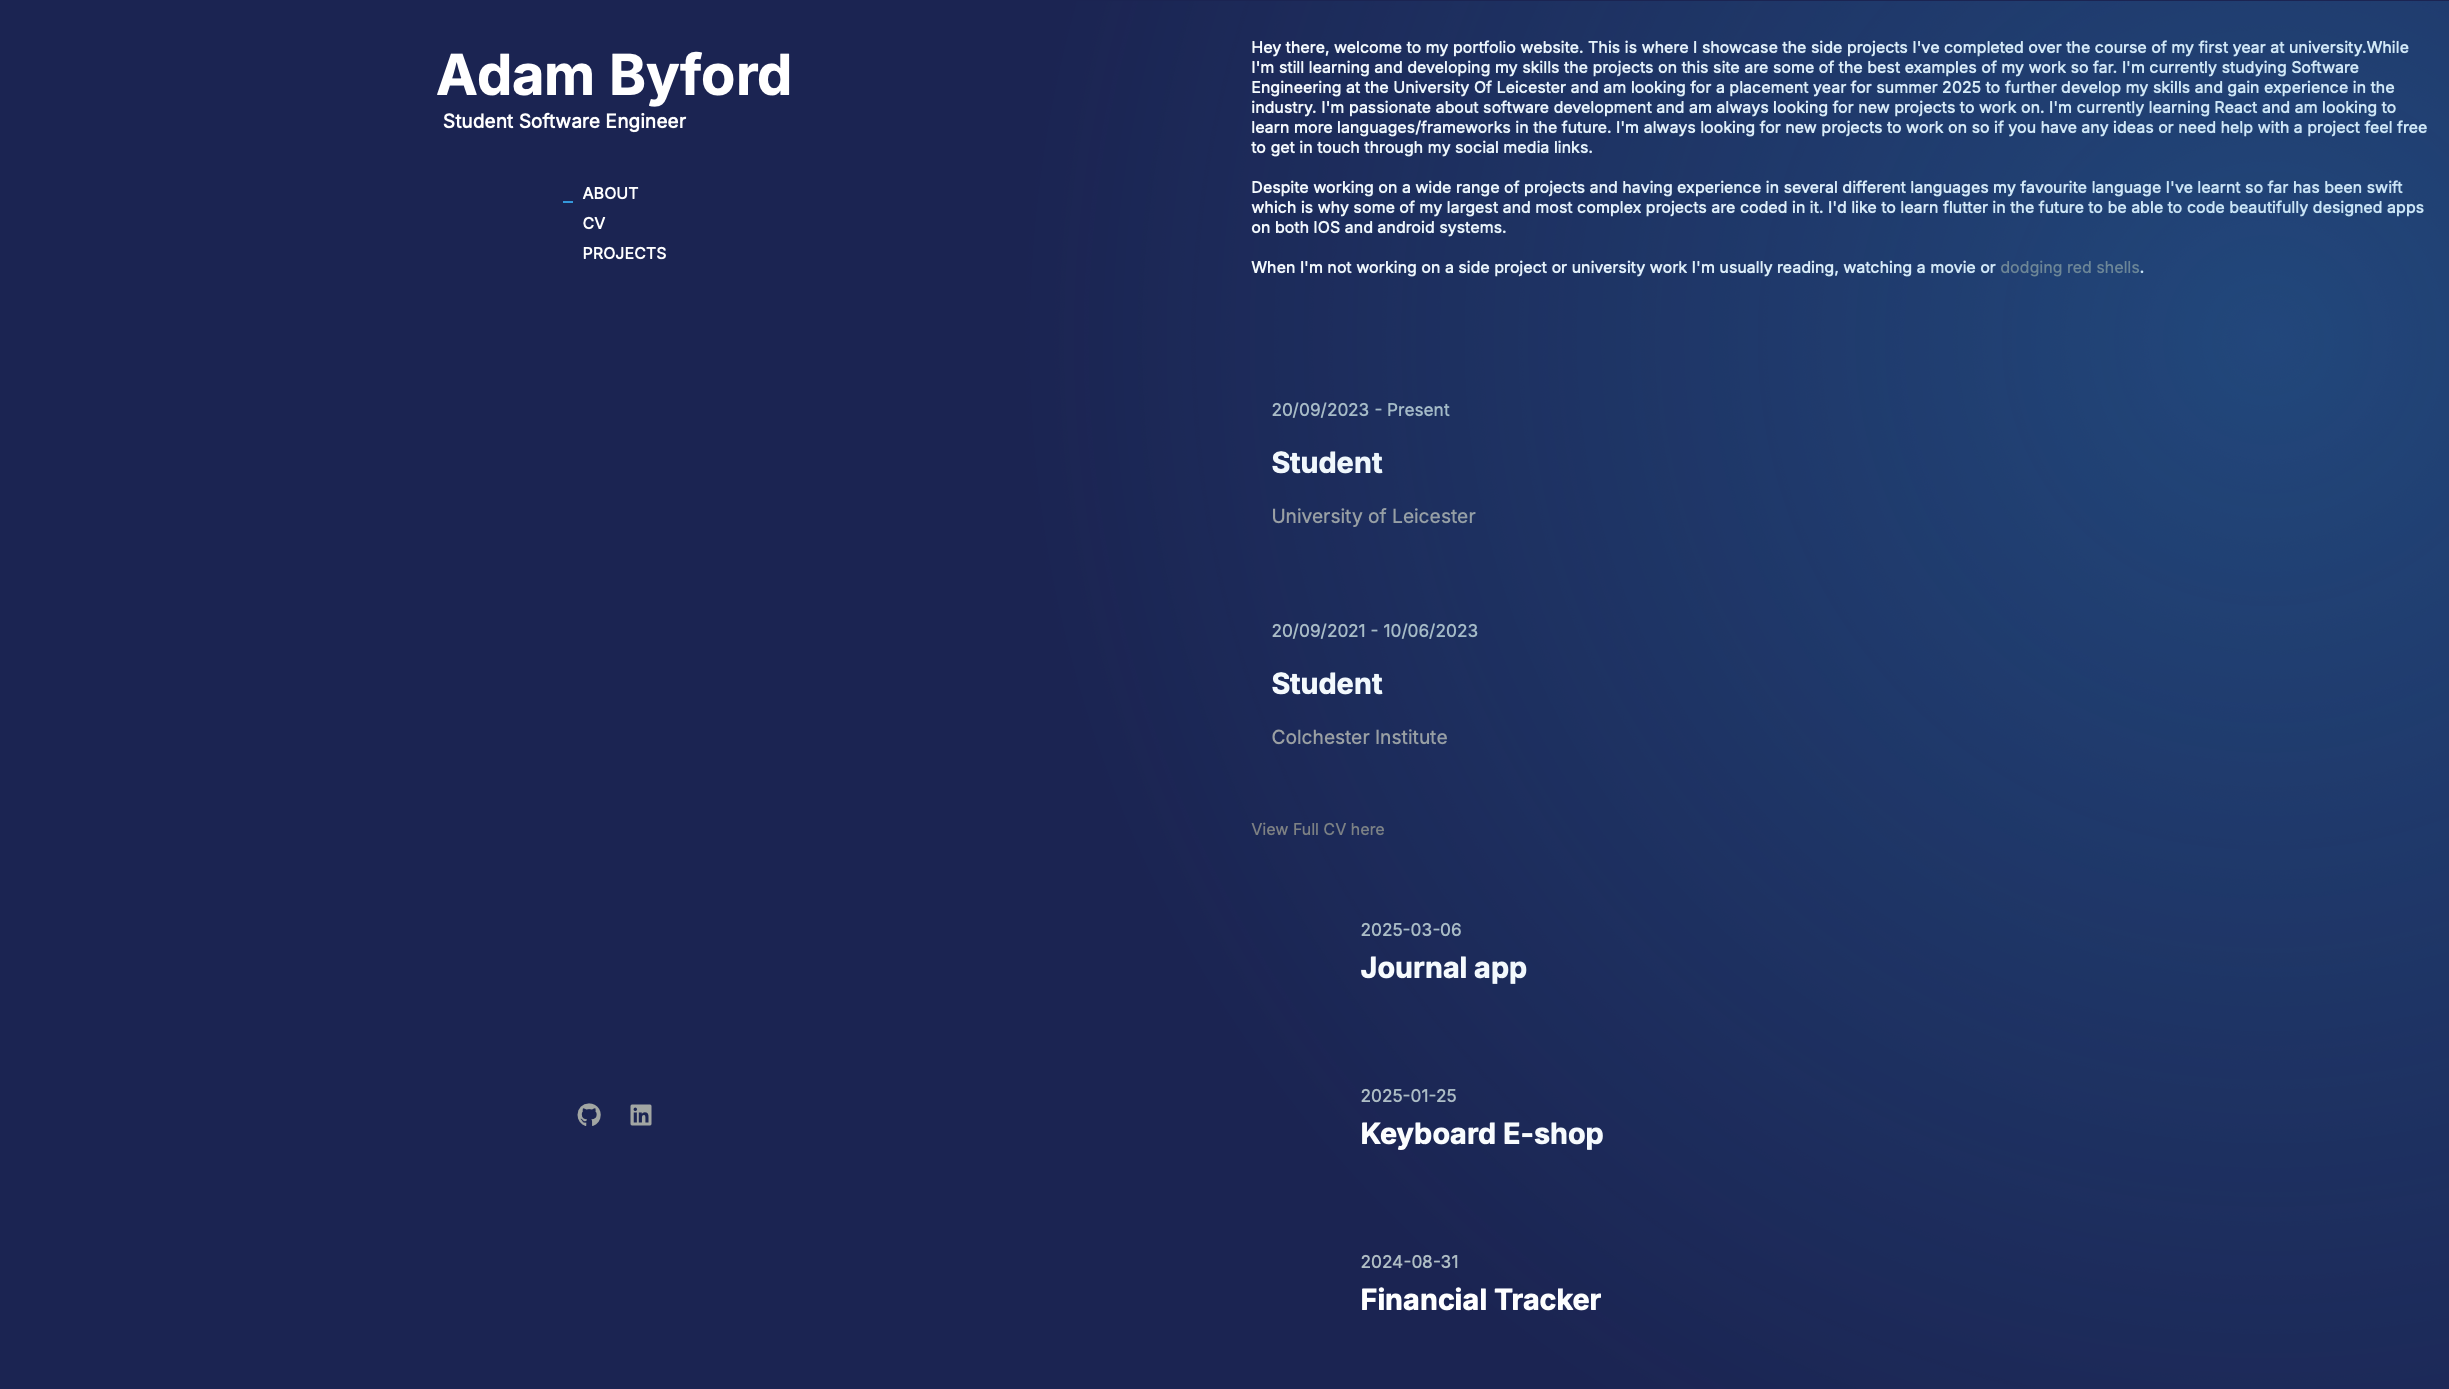 Adam Byford
Student Software Engineer
ABOUT
CV
PROJECTS
Hey there, welcome to my portfolio website. This is where I showcase the side projects I've completed over the course of my first year at university.While
I'm still learning and developing my skills the projects on this site are some of the best examples of my work so far. I'm currently studying Software
Engineering at the University Of Leicester and am looking for a placement year for summer 2025 to further develop my skills and gain experience in the
industry. I'm passionate about software development and am always looking for new projects to work on. I'm currently learning React and am looking to
learn more languages/frameworks in the future. I'm always looking for new projects to work on so if you have any ideas or need help with a project feel free
to get in touch through my social media links.
Despite working on a wide range of projects and having experience in several different languages my favourite language I've learnt so far has been swift
which is why some of my largest and most complex projects are coded in it. I'd like to learn flutter in the future to be able to code beautifully designed apps
on both IOS and android systems.
When I'm not working on a side project or university work I'm usually reading, watching a movie or dodging red shells.
20/09/2023 - Present
Student
University of Leicester
20/09/2021 - 10/06/2023
Student
Colchester Institute
View Full CV here
2025-03-06
Journal app
2025-01-25
Keyboard E-shop
2024-08-31
Financial Tracker
in